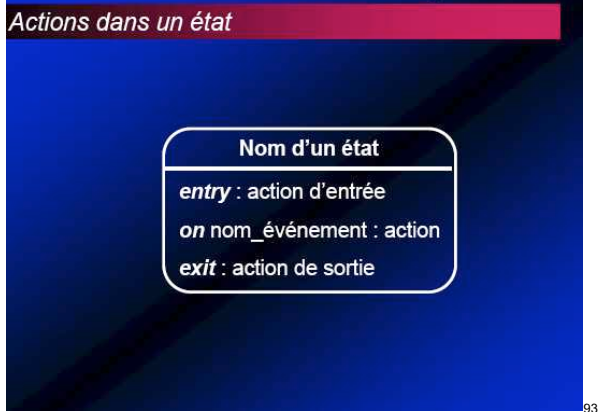 Actions dans un état
Nom d'un état
entry : action d'entrée
on nom_événement : action
exit : action de sortie
93